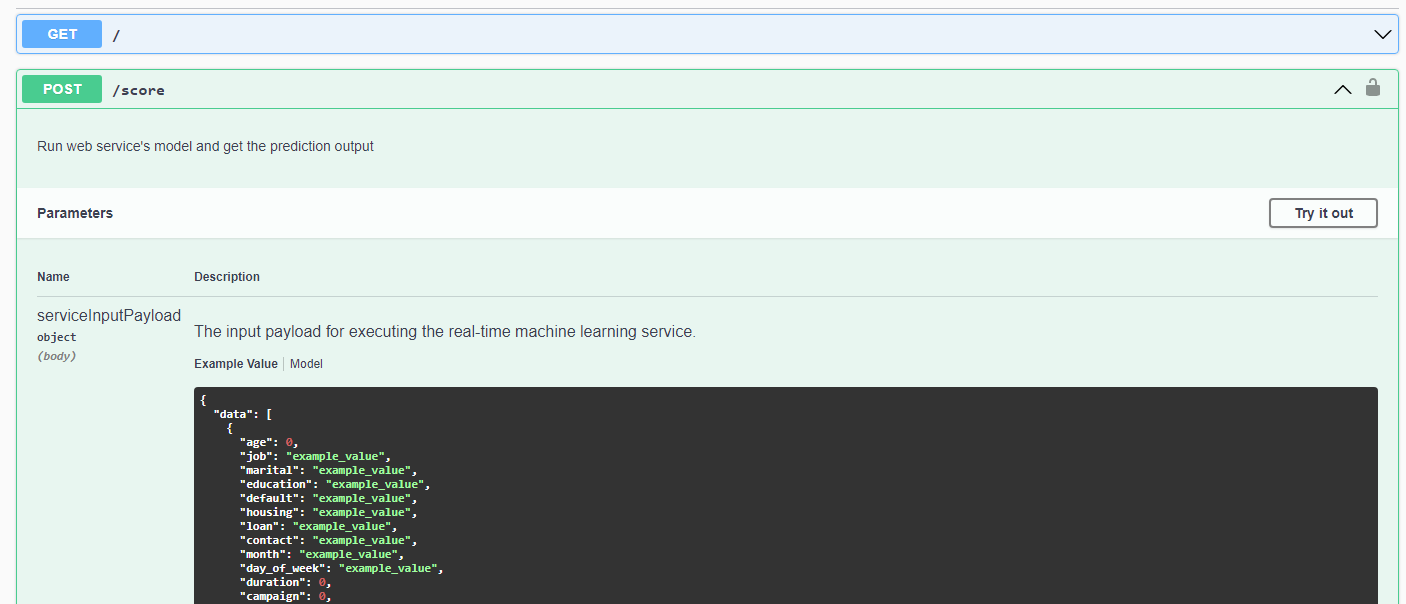 GET /
POST /score
Run web service's model and get the prediction output
Parameters Try it out
Name Description
serviceInputPayload
object
(body)
The input payload for executing the real-time machine learning service.
Example Value Model
{
"data": [
{
"age": 0,
"job": "example_value",
"marital": "example_value",
"education": "example_value",
"default": "example_value",
"housing": "example_value",
"loan": "example_value",
"contact": "example_value",
"month": "example_value",
"day_of_week": "example_value",
"duration": 0,
"campaign": 0,